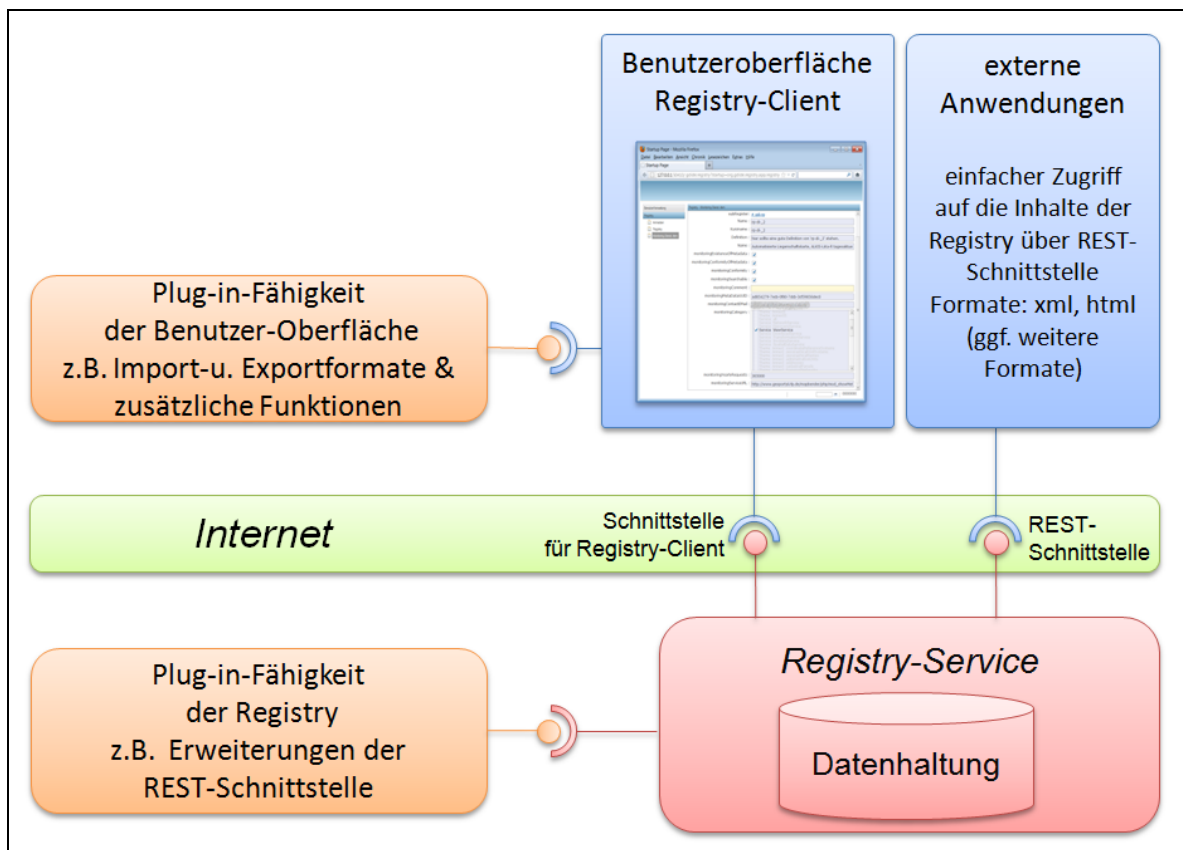 Benutzeroberfläche
Registry-Client
externe
Anwendungen
einfacher Zugriff
auf die Inhalte der
Registry über REST-
Schnittstelle
Formate: xml, html
(ggf. weitere
Formate)
Plug-in-Fähigkeit
der Benutzer-Oberfläche
z.B. Import-u. Exportformate &
zusätzliche Funktionen
Internet
Schnittstelle
für Registry-Client
REST-
Schnittstelle
Plug-in-Fähigkeit
der Registry
z.B. Erweiterungen der
REST-Schnittstelle
Registry-Service
Datenhaltung